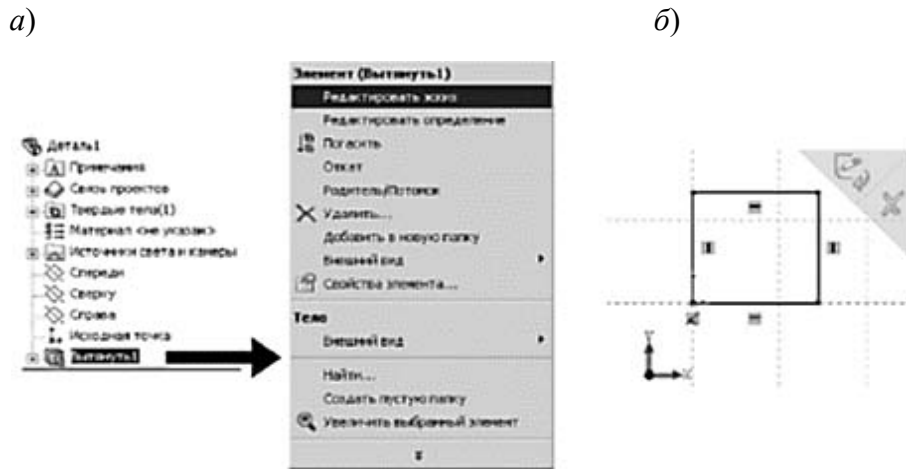 а)
б)
Деталь1
Примечания
Связь проектов
Твердые тела(1)
Материал <не указан>
Источники света и камеры
Спереди
Сверху
Справа
Исходная точка
Вытянуть1
Элемент (Вытянуть1)
Редактировать эскиз
Редактировать определение
Погасить
Откат
Родитель/Потомок
Удалить...
Добавить в новую папку
Внешний вид
Свойства элемента...
Тело
Внешний вид
Найти...
Создать пустую папку
Увеличить выбранный элемент
Y
X